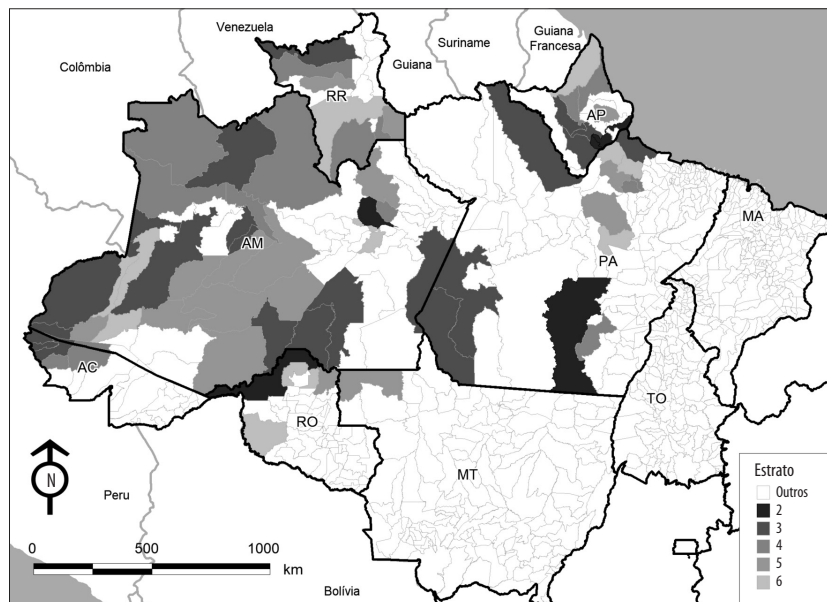 Venezuela
Suriname
Guiana
Francesa
Colômbia
Guiana
RR
AP
AM
MA
PA
AC
TO
RO
MT
N
Peru
Bolívia
0 500 1000
km
Estrato
Outros
2
3
4
5
6